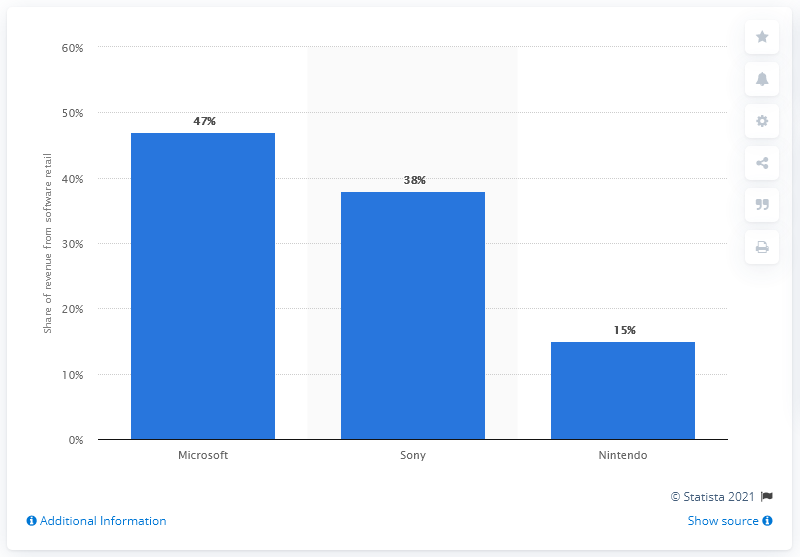 60%
50%
40%
30%
20%
10%
0%
Share of revenue from software retail
47%
38%
15%
Microsoft
Sony
Nintendo
© Statista 2021
Additional Information
Show source